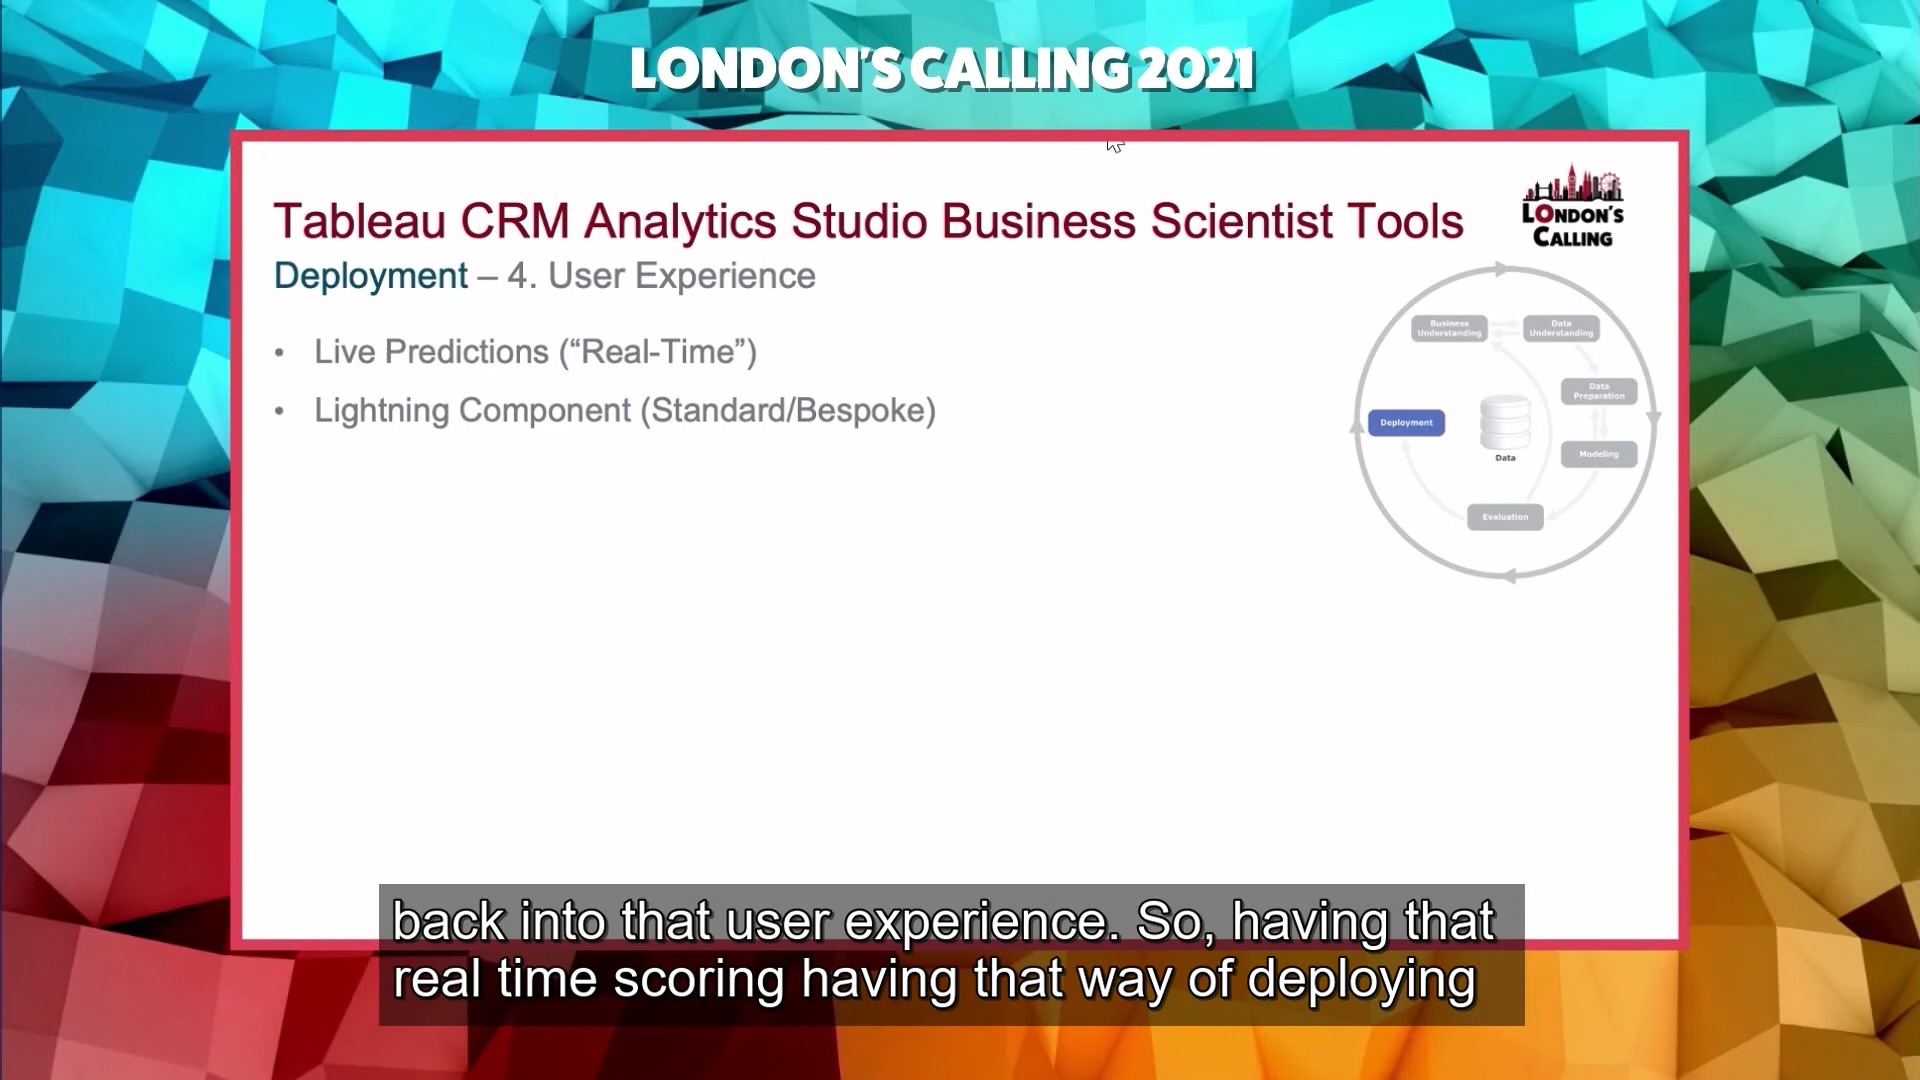 LONDON'S CALLING 2021
Tableau CRM Analytics Studio Business Scientist Tools
LONDON'S
CALLING
Deployment – 4. User Experience
• Live Predictions (“Real-Time”)
• Lightning Component (Standard/Bespoke)
Business
Understanding
Data
Understanding
Data
Preparation
Deployment
Data
Modeling
Evaluation
back into that user experience. So, having that
real time scoring having that way of deploying